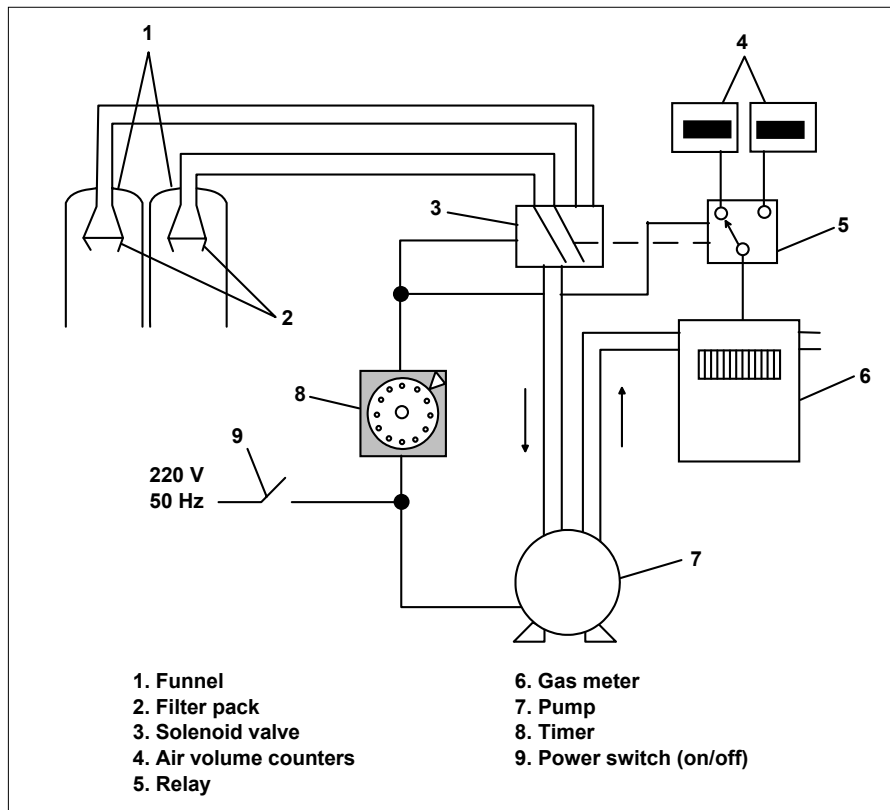 1
4
3
5
2
8
6
9
220 V
50 Hz
7
1. Funnel
2. Filter pack
3. Solenoid valve
4. Air volume counters
5. Relay
6. Gas meter
7. Pump
8. Timer
9. Power switch (on/off)